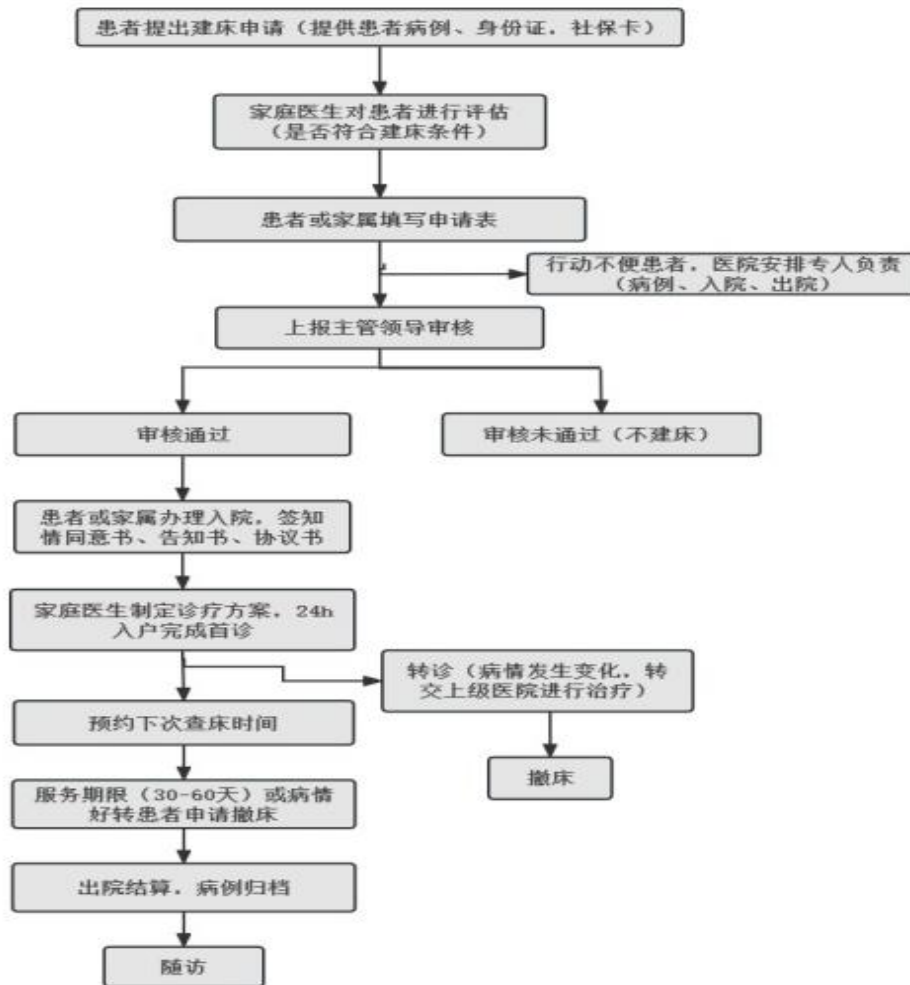 患者提出建床申请（提供患者病例、身份证，社保卡）
家庭医生对患者进行评估
（是否符合建床条件）
患者或家属填写申请表
行动不便患者，医院安排专人负责
（病例、入院、出院）
上报主管领导审核
审核通过
审核未通过（不建床）
患者或家属办理入院，签知
情同意书、告知书、协议书
家庭医生制定诊疗方案，24h
入户完成首诊
转诊（病情发生变化，转
交上级医院进行治疗）
预约下次查床时间
撤床
服务期限（30-60天）或病情
好转患者申请撤床
出院结算，病例归档
随访